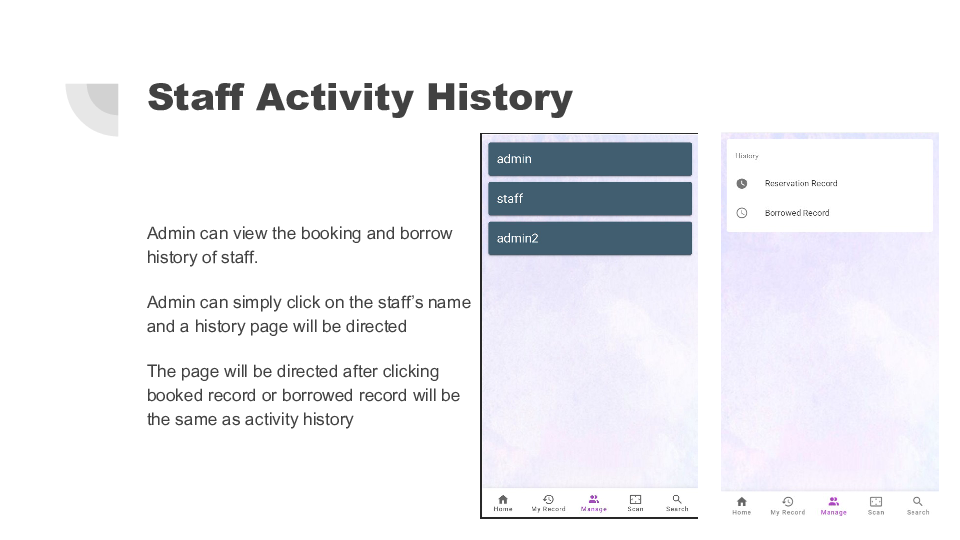 Staff Activity History
Admin can view the booking and borrow
history of staff.
Admin can simply click on the staff's name
and a history page will be directed
The page will be directed after clicking
booked record or borrowed record will be
the same as activity history
admin
staff
admin2
Home My Record Manage Scan Search
History
Reservation Record
Borrowed Record
Home My Record Manage Scan Search